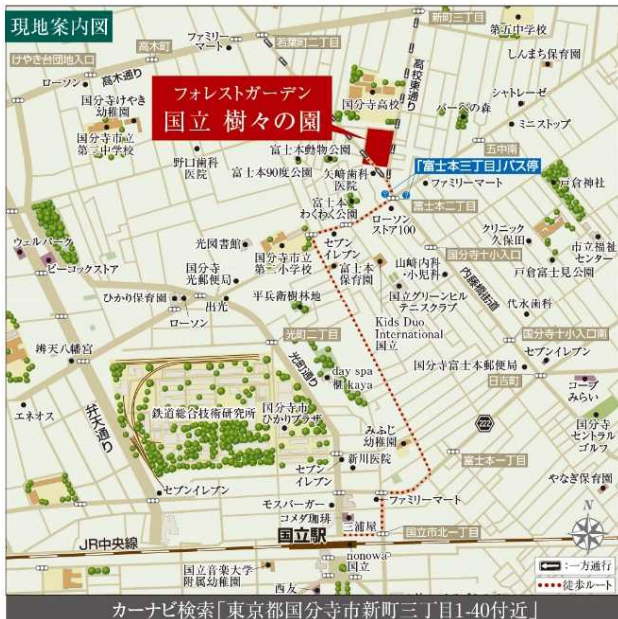 現地案内図
ファミリー
マート
若葉町二丁目
新町三丁目
第五中学校
高木町
けやき台団地入口
高木通り
ローソン
しんまち保育園
高校東通り
シャトレーゼ
バーベの森
ミニストップ
国分寺けやき
幼稚園
国分寺市立
第三中学校
フォレストガーデン
国立 樹々の園
国分寺高校
五中南
野口歯科
医院
富士本動物公園
富士本90度公園
矢﨑歯科
医院
「富士本三丁目」バス停
ファミリーマート
戸倉神社
富士本
わくわく公園
富士本二丁目
ローソン
ストア100
ウェルパーク
ピーコックストア
光図書館
国分寺市立
第二小学校
セブン
イレブン
富士本
保育園
国分寺十小入口
クリニック
久保田
市立福祉
センター
戸倉富士見公園
国分寺
光郵便局
山﨑内科
・小児科
内藤橋街道
ひかり保育園
出光
平兵衛樹林地
国立グリーンヒル
テニスクラブ
代永歯科
ローソン
Kids Duo
International
国立
国分寺十小入口南
辨天八幡宮
光町二丁目
光町通り
国分寺富士本郵便局
セブンイレブン
日吉町
day spa
榧 kaya
コープ
みらい
エネオス
弁天通り
鉄道総合技術研究所
国分寺市
ひかりプラザ
222
国分寺
セントラル
ゴルフ
みふじ
幼稚園
富士本一丁目
セブン
イレブン
新川医院
やなぎ保育園
セブンイレブン
モスバーガー
コメダ珈琲
ファミリーマート
三浦屋
国立駅
国立市北一丁目
JR中央線
nonowa
国立
N
国立音楽大学
附属幼稚園
西友
:一方通行
:徒歩ルート
カーナビ検索「東京都国分寺市新町三丁目1-40付近」